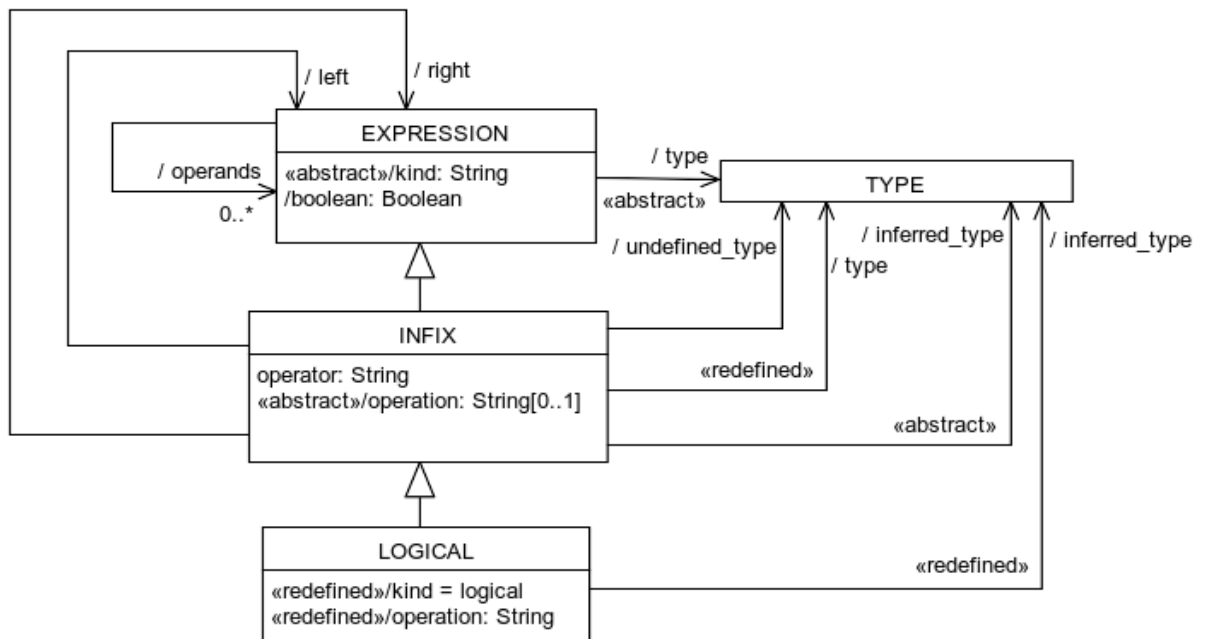 / left
/ right
EXPRESSION
«abstract»/kind: String
/boolean: Boolean
/ operands
0..*
/ type
«abstract»
TYPE
/ undefined_type
/ type
/ inferred_type
/ inferred_type
INFIX
operator: String
«abstract»/operation: String[0..1]
«redefined»
«abstract»
LOGICAL
«redefined»/kind = logical
«redefined»/operation: String
«redefined»